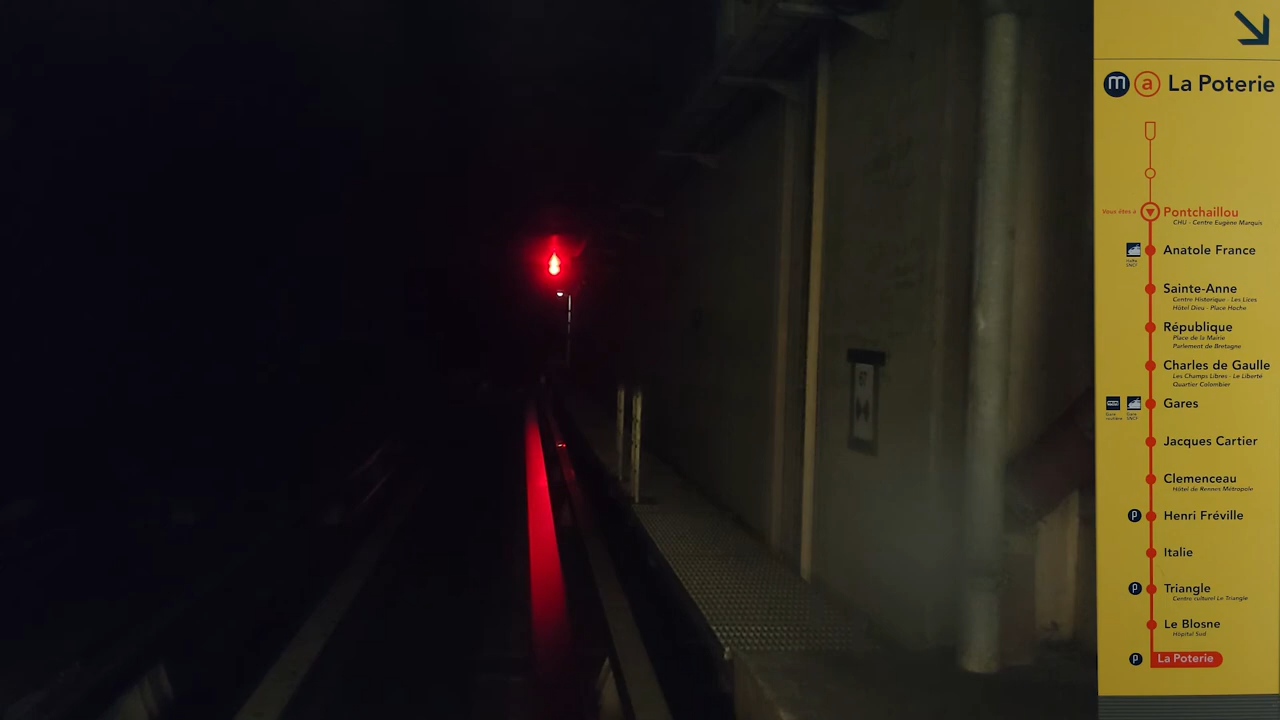 m a La Poterie
Vous êtes à Pontchaillou
CHU - Centre Eugène Marquis
Anatole France
Sainte-Anne
Centre Historique - Les Lices
Hôtel Dieu - Place Hoche
République
Place de la Mairie
Parlement de Bretagne
Charles de Gaulle
Les Champs Libres - Le Liberté
Quartier Colombier
Gares
Jacques Cartier
Clemenceau
Hôtel de Rennes Métropole
P Henri Fréville
Italie
P Triangle
Centre culturel Le Triangle
Le Blosne
Hôpital Sud
P La Poterie